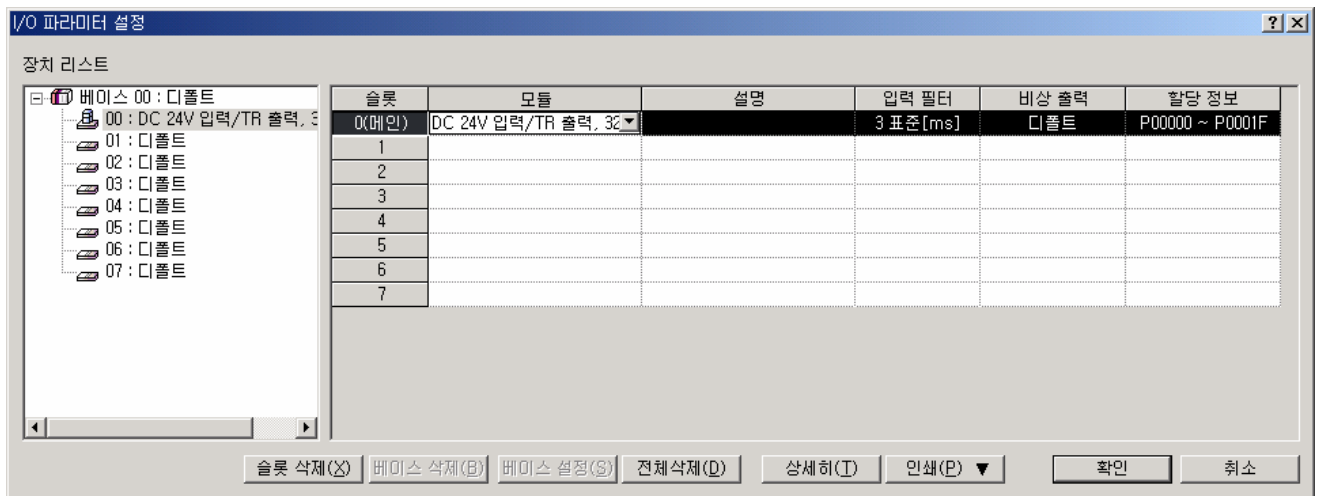 I/O 파라미터 설정
장치 리스트
베이스 00 : 디폴트
00 : DC 24V 입력/TR 출력, 3
01 : 디폴트
02 : 디폴트
03 : 디폴트
04 : 디폴트
05 : 디폴트
06 : 디폴트
07 : 디폴트
슬롯 모듈 설명 입력 필터 비상 출력 할당 정보
0(메인) DC 24V 입력/TR 출력, 32 3 표준[ms] 디폴트 P00000 ~ P0001F
1
2
3
4
5
6
7
슬롯 삭제(X) 베이스 삭제(B) 베이스 설정(S) 전체삭제(D) 상세히(T) 인쇄(P) ▼ 확인 취소